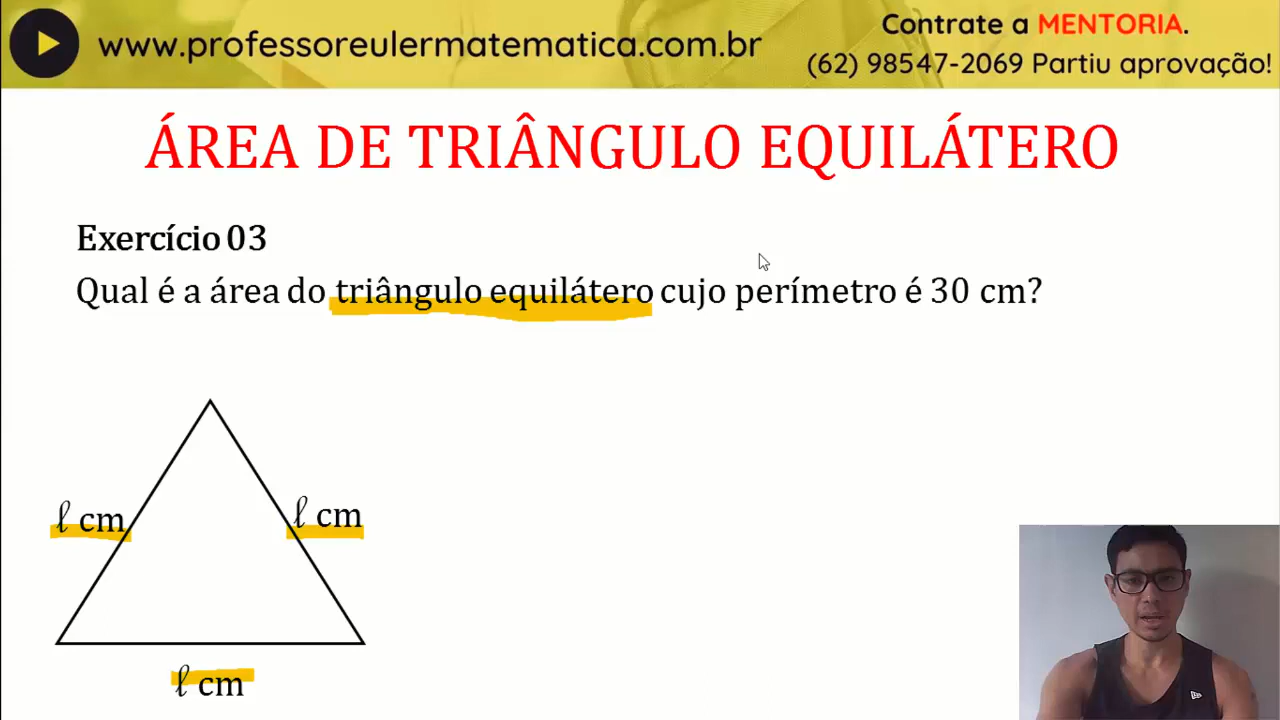 www.professoreulermatematica.com.br
Contrate a MENTORIA.
(62) 98547-2069 Partiu aprovação!
ÁREA DE TRIÂNGULO EQUILÁTERO
Exercício 03
Qual é a área do triângulo equilátero cujo perímetro é 30 cm?
ℓ cm
ℓ cm
ℓ cm